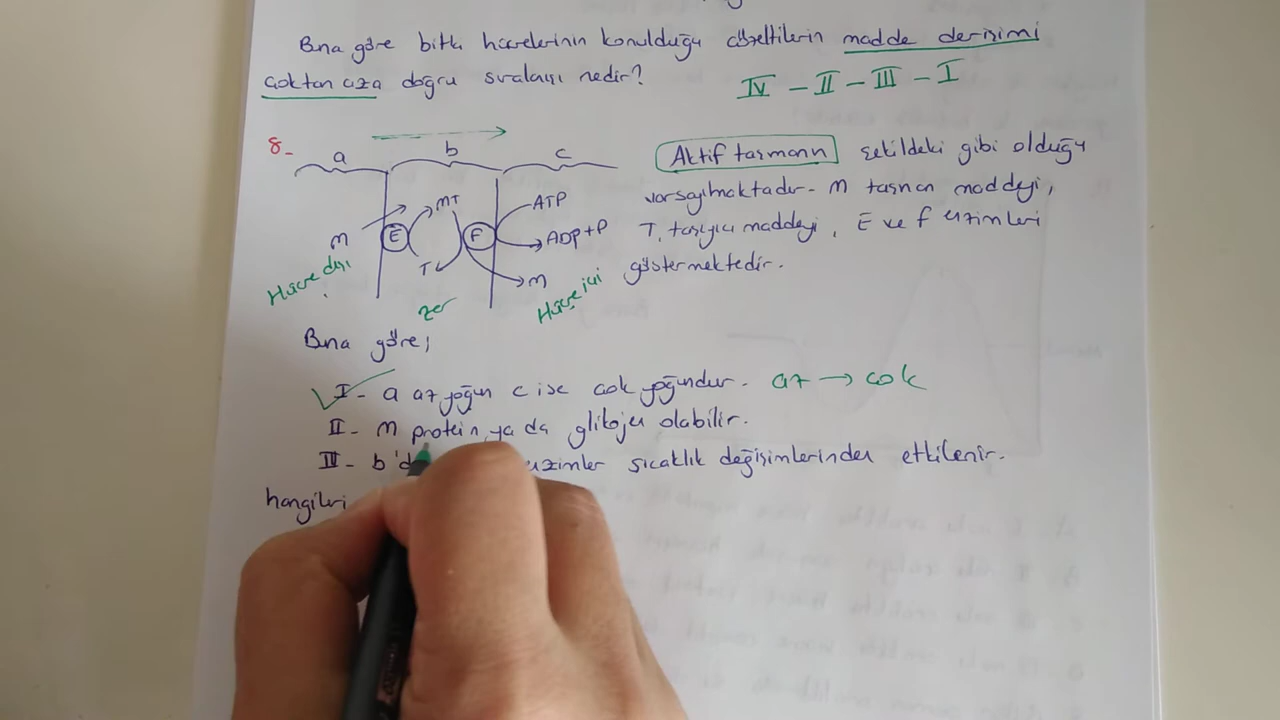 Buna göre bitki hücrelerinin konulduğu çözeltilerin madde derişimi
çoktan aza doğru sıralanışı nedir?
IV - II - III - I
8-
a b c
Aktif taşmanın şekildeki gibi olduğu
varsayılmaktadır- M taşınan maddeyi,
T, taşıyıcı maddeyi, E ve F enzimleri
göstermektedir.
MT
ATP
M
E
F
ADP+P
T
M
Hücre dışı
zar
Hücre içi
Buna göre;
I- a az yoğun c ise çok yoğundur. az → çok
II- M protein ya da glikojen olabilir.
III- b'd enzimler sıcaklık değişimlerinden etkilenir.
hangileri